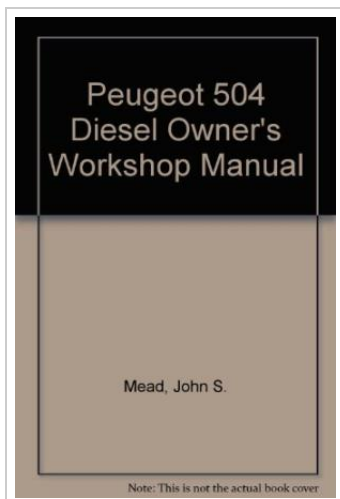 Peugeot 504
Diesel Owner's
Workshop Manual
Mead, John S.
Note: This is not the actual book cover